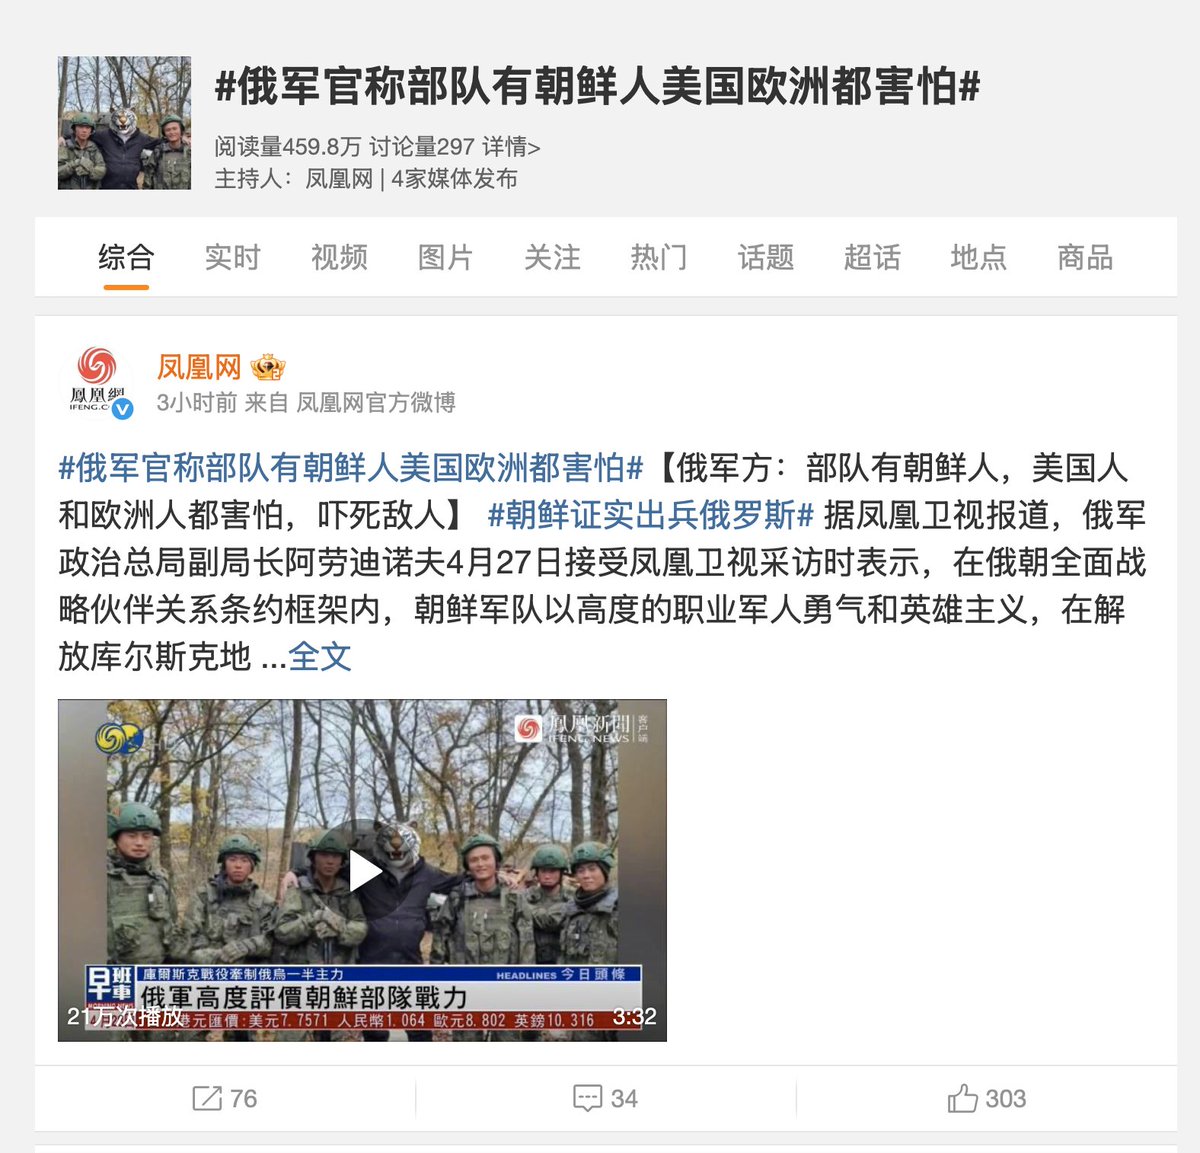 #俄军官称部队有朝鲜人美国欧洲都害怕#
阅读量459.8万 讨论量297 详情>
主持人：凤凰网 | 4家媒体发布
综合 实时 视频 图片 关注 热门 话题 超话 地点 商品
凤凰网
鳳凰網
IFENG.C
3小时前 来自 凤凰网官方微博
#俄军官称部队有朝鲜人美国欧洲都害怕#【俄军方：部队有朝鲜人，美国人
和欧洲人都害怕，吓死敌人】 #朝鲜证实出兵俄罗斯# 据凤凰卫视报道，俄军
政治总局副局长阿劳迪诺夫4月27日接受凤凰卫视采访时表示，在俄朝全面战
略伙伴关系条约框架内，朝鲜军队以高度的职业军人勇气和英雄主义，在解
放库尔斯克地 ...全文
鳳凰新聞 客户端
IFENG NEWS
早班車
庫爾斯克戰役牽制俄烏一半主力 HEADLINES 今日頭條
俄軍高度評價朝鮮部隊戰力
21万次播放 3:32
港元匯價:美元7.7571 人民幣1.064 歐元8.802 英鎊10.316
76 34 303